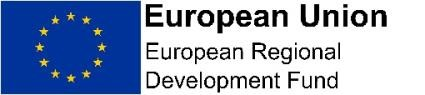 European Union
European Regional
Development Fund